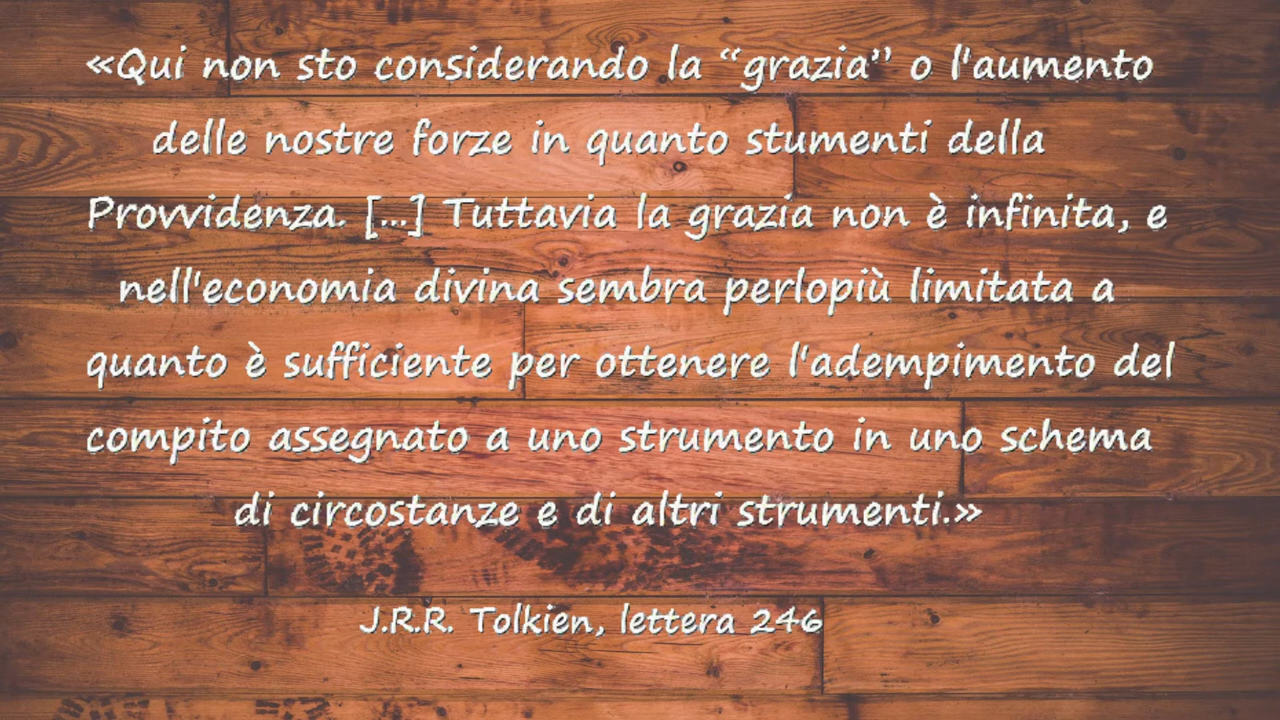 «Qui non sto considerando la “grazia” o l'aumento
delle nostre forze in quanto stumenti della
Provvidenza. [...] Tuttavia la grazia non è infinita, e
nell'economia divina sembra perlopiù limitata a
quanto è sufficiente per ottenere l'adempimento del
compito assegnato a uno strumento in uno schema
di circostanze e di altri strumenti.»
J.R.R. Tolkien, lettera 246